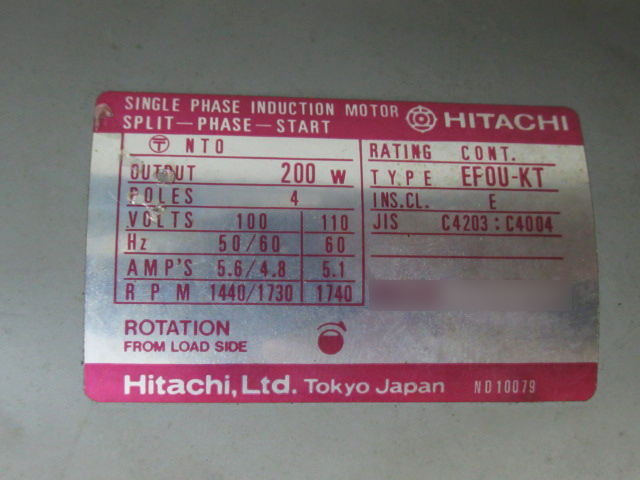 SINGLE PHASE INDUCTION MOTOR
SPLIT-PHASE-START
HITACHI
T NTO
OUTPUT 200 W
POLES 4
VOLTS 100 110
Hz 50/60 60
AMP'S 5.6/4.8 5.1
RPM 1440/1730 1740
RATING CONT.
TYPE EFOU-KT
INS.CL. E
JIS C4203:C4004
ROTATION
FROM LOAD SIDE
Hitachi, Ltd. Tokyo Japan ND10079